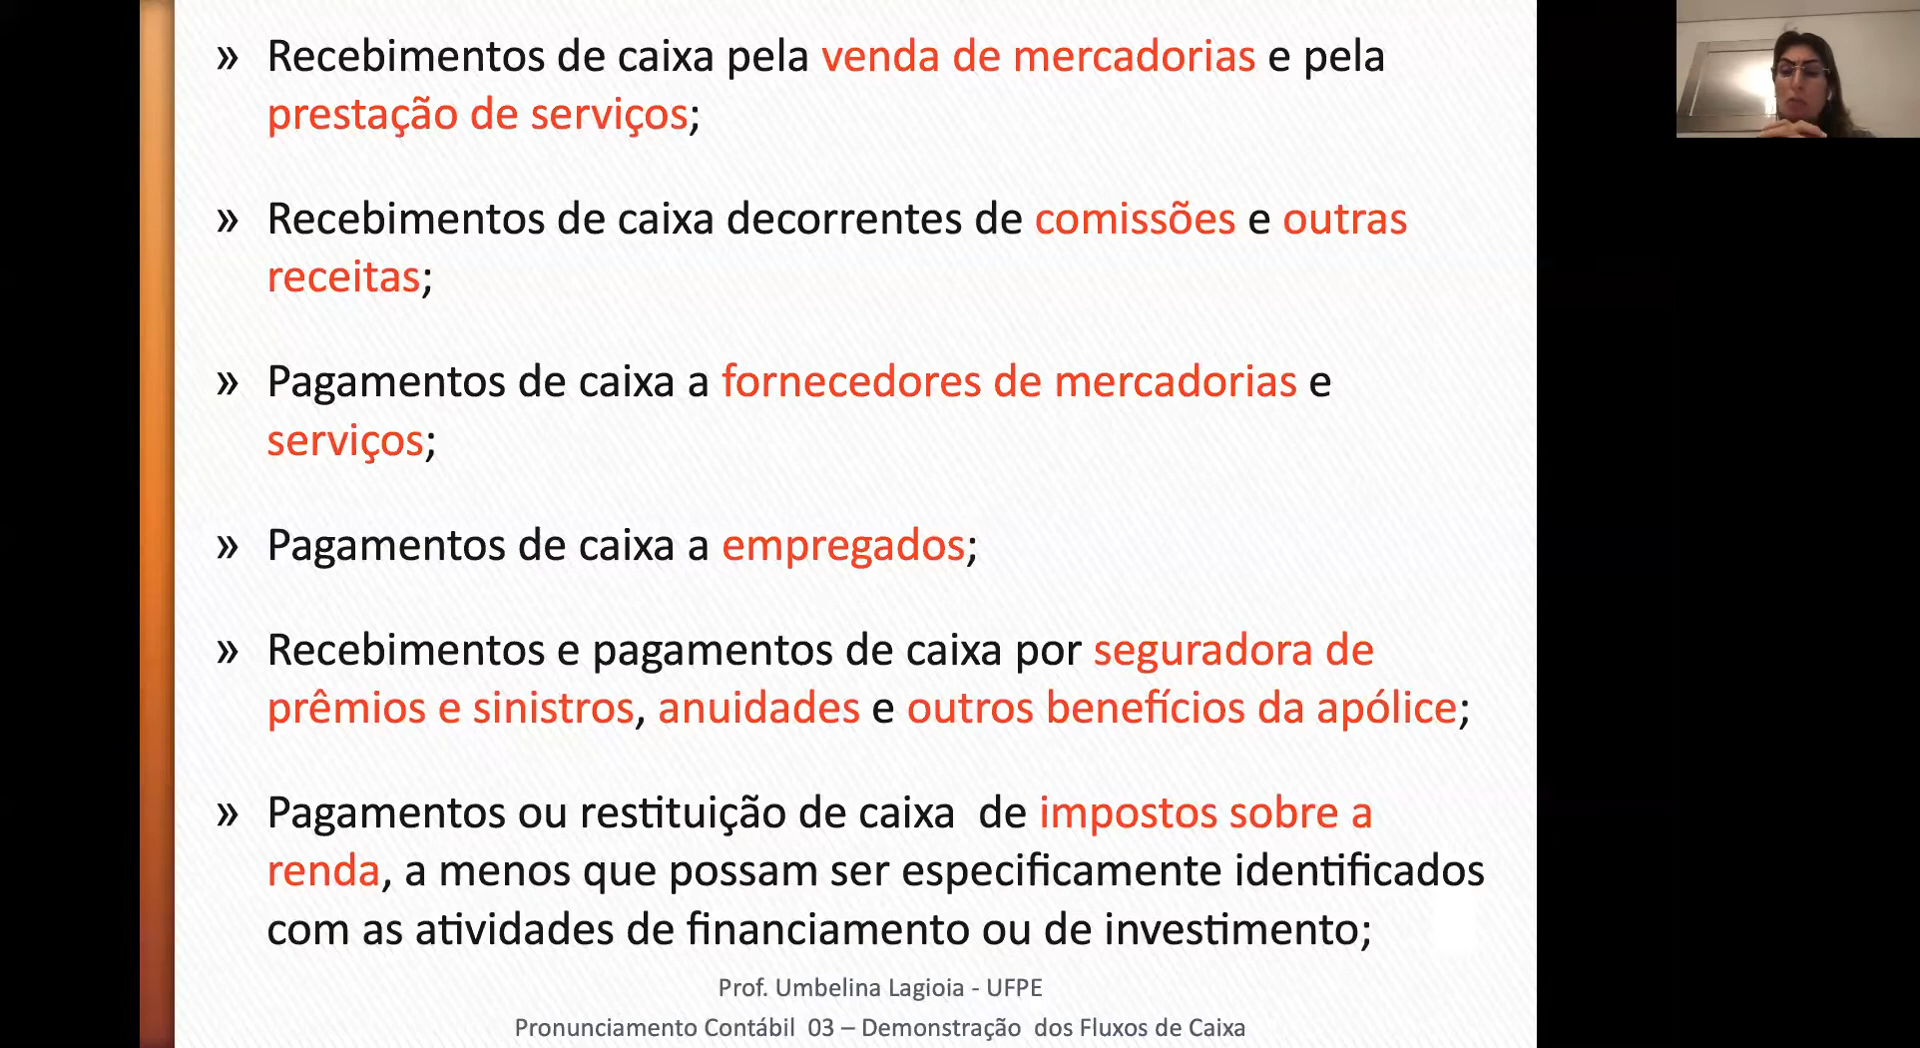 » Recebimentos de caixa pela venda de mercadorias e pela
prestação de serviços;
» Recebimentos de caixa decorrentes de comissões e outras
receitas;
» Pagamentos de caixa a fornecedores de mercadorias e
serviços;
» Pagamentos de caixa a empregados;
» Recebimentos e pagamentos de caixa por seguradora de
prêmios e sinistros, anuidades e outros benefícios da apólice;
» Pagamentos ou restituição de caixa  de impostos sobre a
renda, a menos que possam ser especificamente identificados
com as atividades de financiamento ou de investimento;
Prof. Umbelina Lagioia - UFPE
Pronunciamento Contábil  03 – Demonstração  dos Fluxos de Caixa